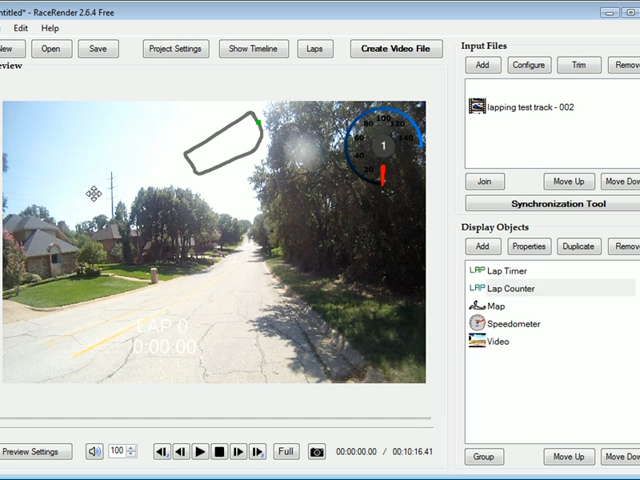 ntitled* - RaceRender 2.6.4 Free
Edit Help
New Open Save Project Settings Show Timeline Laps Create Video File
eview
LAP 0
0:00.00
20 40 60 80 100 120 140
1
Preview Settings 100 Full 00:00:00.00 / 00:10:16.41
Input Files
Add Configure Trim Remov
lapping test track - 002
Join Move Up Move Dow
Synchronization Tool
Display Objects
Add Properties Duplicate Remov
LAP Lap Timer
LAP Lap Counter
Map
Speedometer
Video
Group Move Up Move Dow